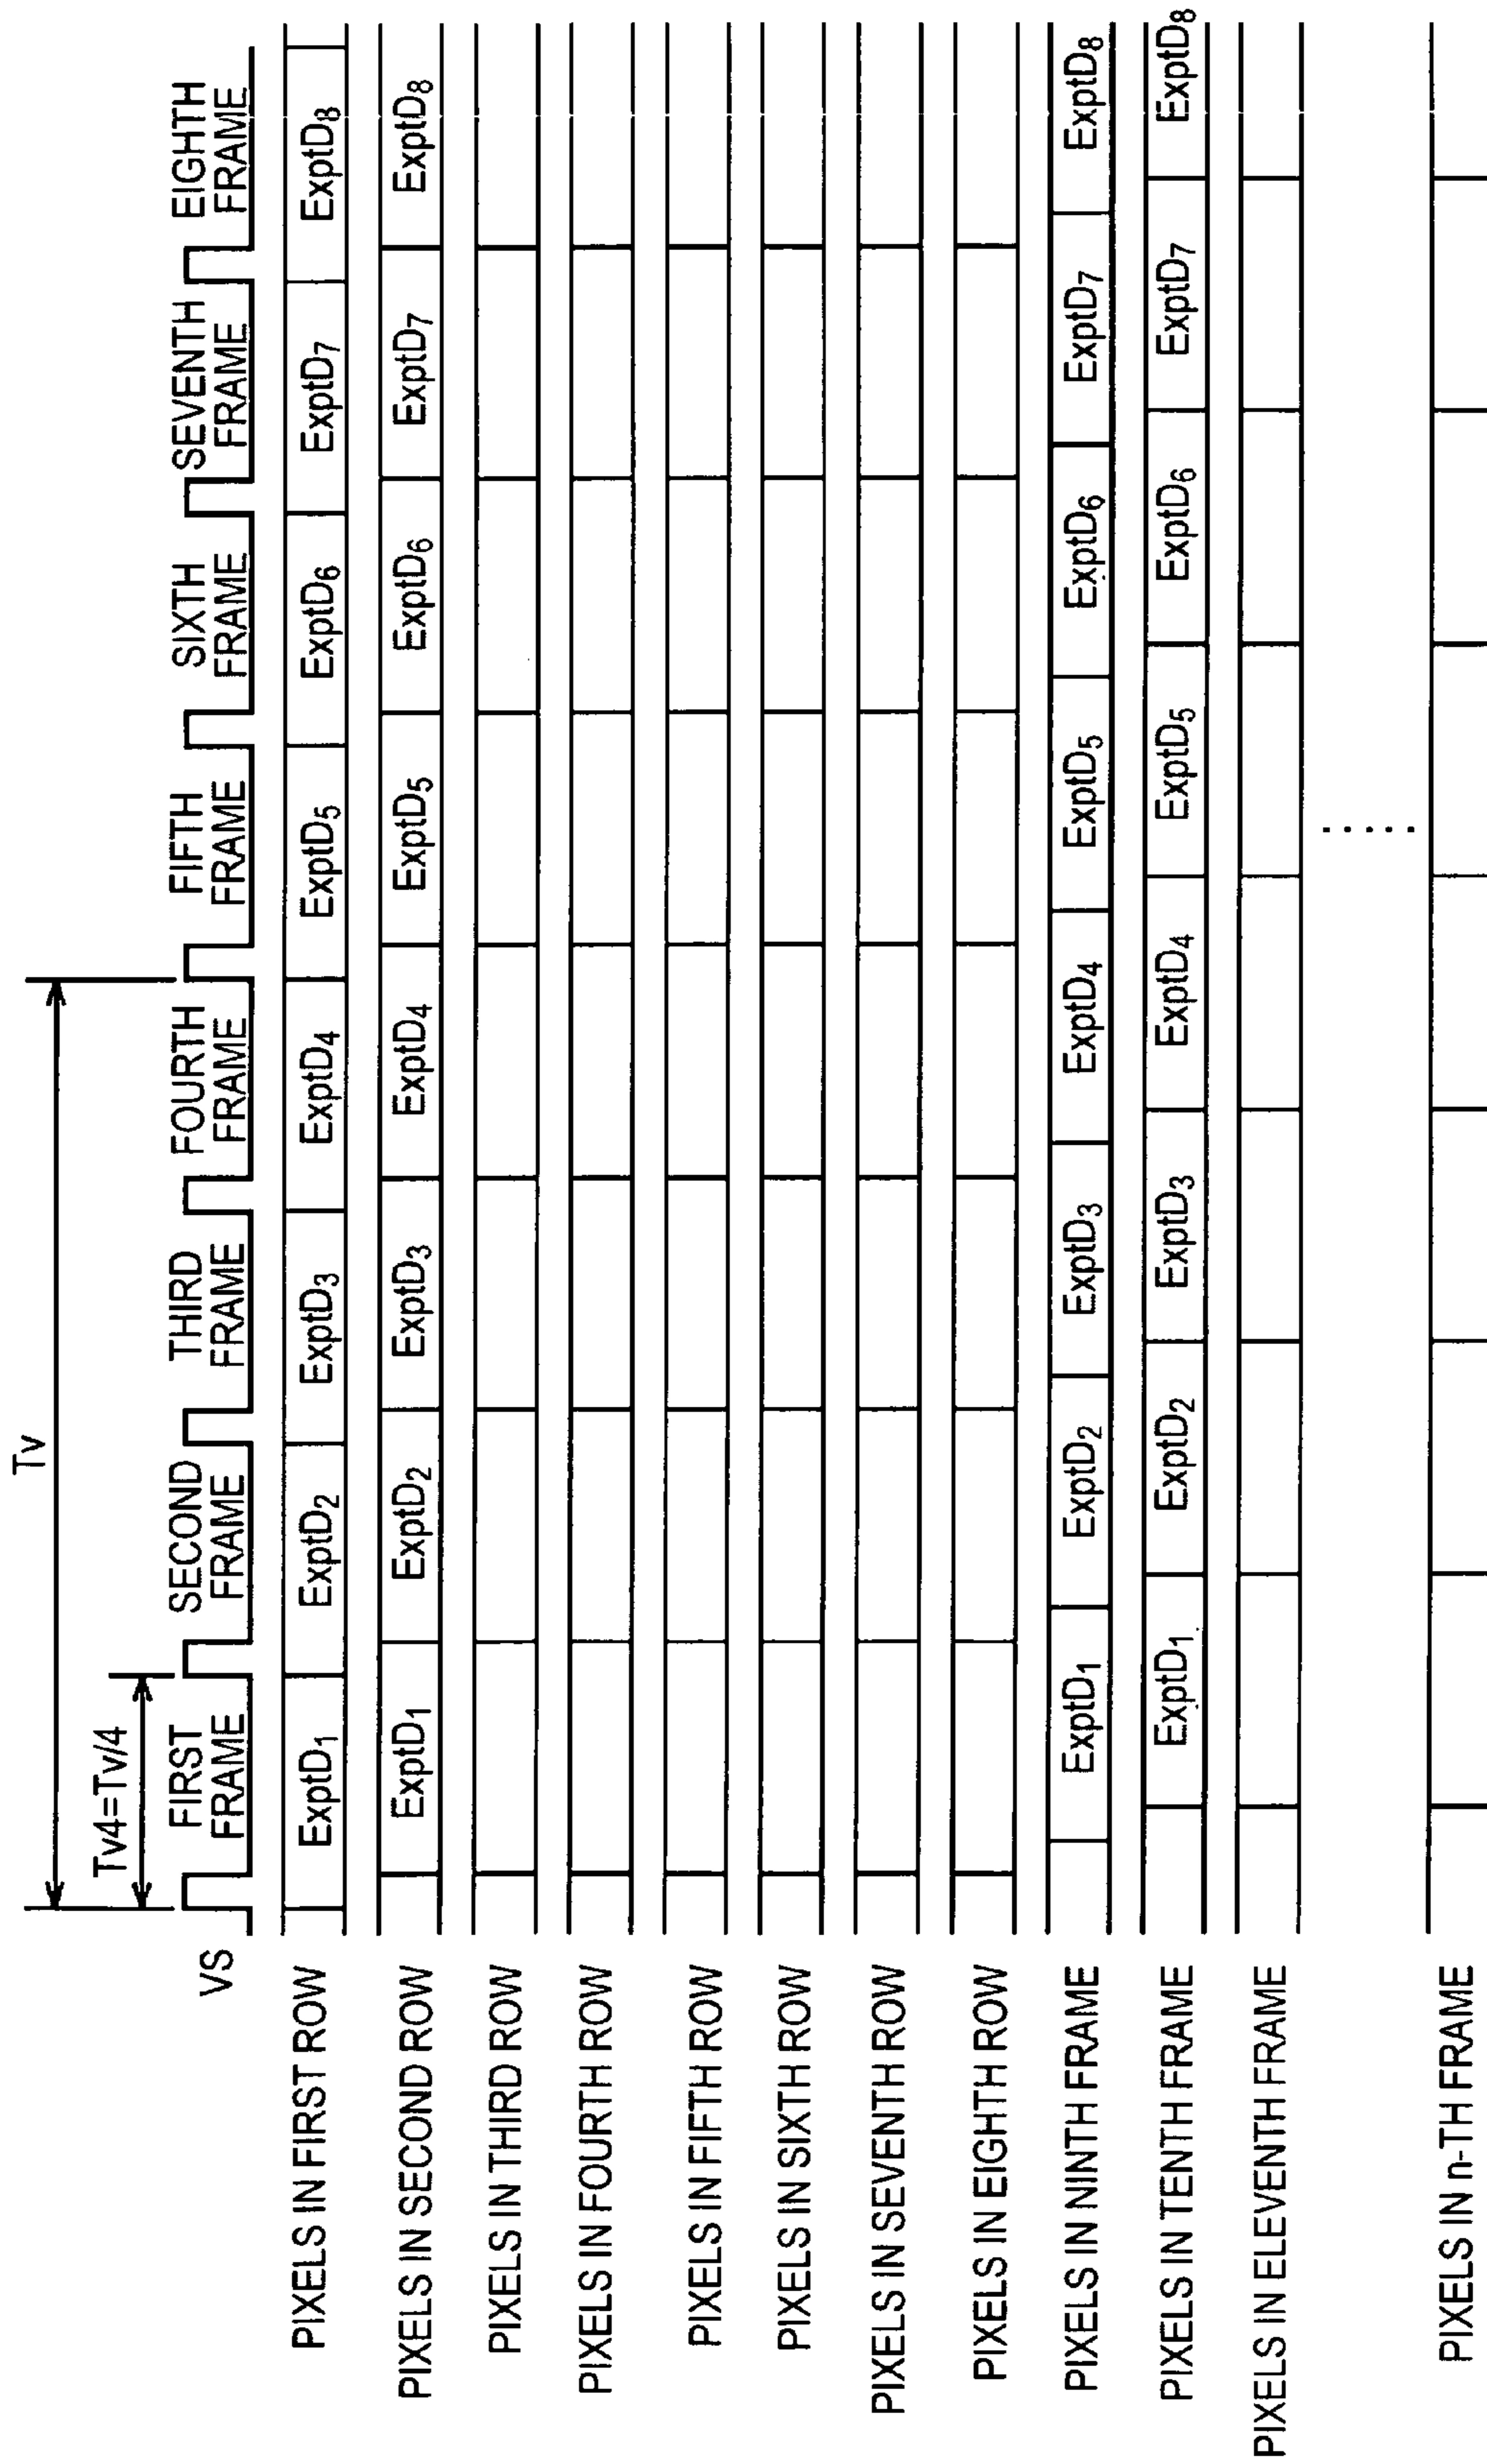 Tv
Tv4=Tv/4
VS
FIRST
FRAME
SECOND
FRAME
THIRD
FRAME
FOURTH
FRAME
FIFTH
FRAME
SIXTH
FRAME
SEVENTH
FRAME
EIGHTH
FRAME
PIXELS IN FIRST ROW
ExptD1 ExptD2 ExptD3 ExptD4 ExptD5 ExptD6 ExptD7 ExptD8
PIXELS IN SECOND ROW
ExptD1 ExptD2 ExptD3 ExptD4 ExptD5 ExptD6 ExptD7 ExptD8
PIXELS IN THIRD ROW
PIXELS IN FOURTH ROW
PIXELS IN FIFTH ROW
PIXELS IN SIXTH ROW
PIXELS IN SEVENTH ROW
PIXELS IN EIGHTH ROW
PIXELS IN NINTH FRAME
ExptD1 ExptD2 ExptD3 ExptD4 ExptD5 ExptD6 ExptD7 ExptD8
PIXELS IN TENTH FRAME
ExptD1 ExptD2 ExptD3 ExptD4 ExptD5 ExptD6 ExptD7 ExptD8
PIXELS IN ELEVENTH FRAME
.....
PIXELS IN n-TH FRAME